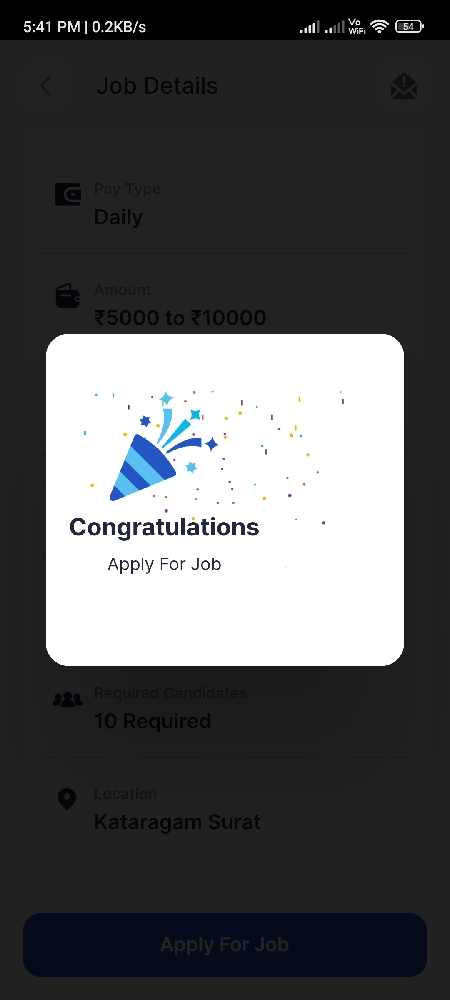 5:41 PM | 0.2KB/s
Vo
WiFi
54
Job Details
Pay Type
Daily
Amount
₹5000 to ₹10000
Congratulations
Apply For Job
Required Candidates
10 Required
Location
Kataragam Surat
Apply For Job